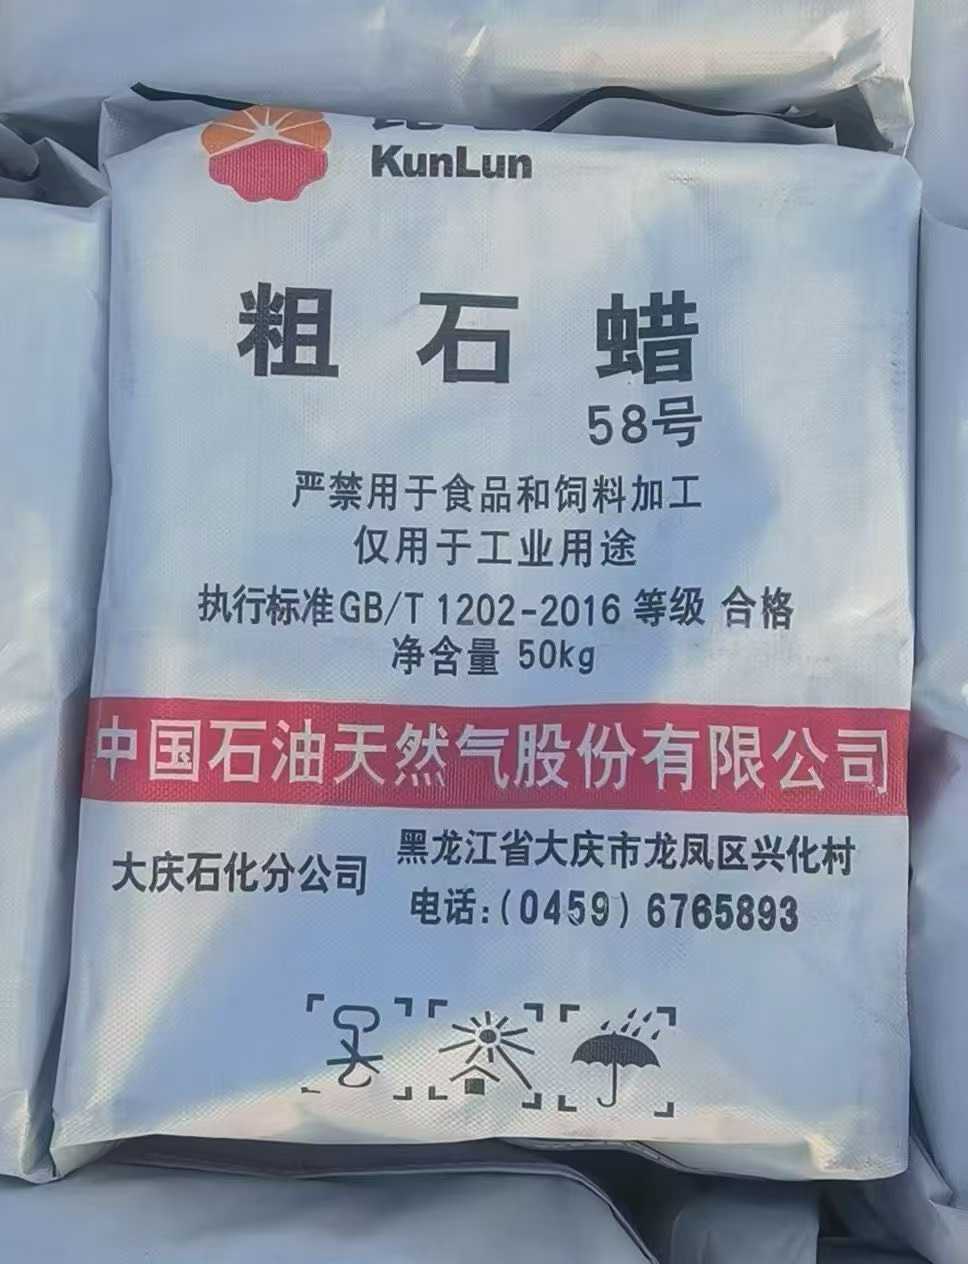 KunLun
粗石蜡
58号
严禁用于食品和饲料加工
仅用于工业用途
执行标准GB/T 1202-2016 等级 合格
净含量 50kg
中国石油天然气股份有限公司
大庆石化分公司
黑龙江省大庆市龙凤区兴化村
电话:(0459) 6765893